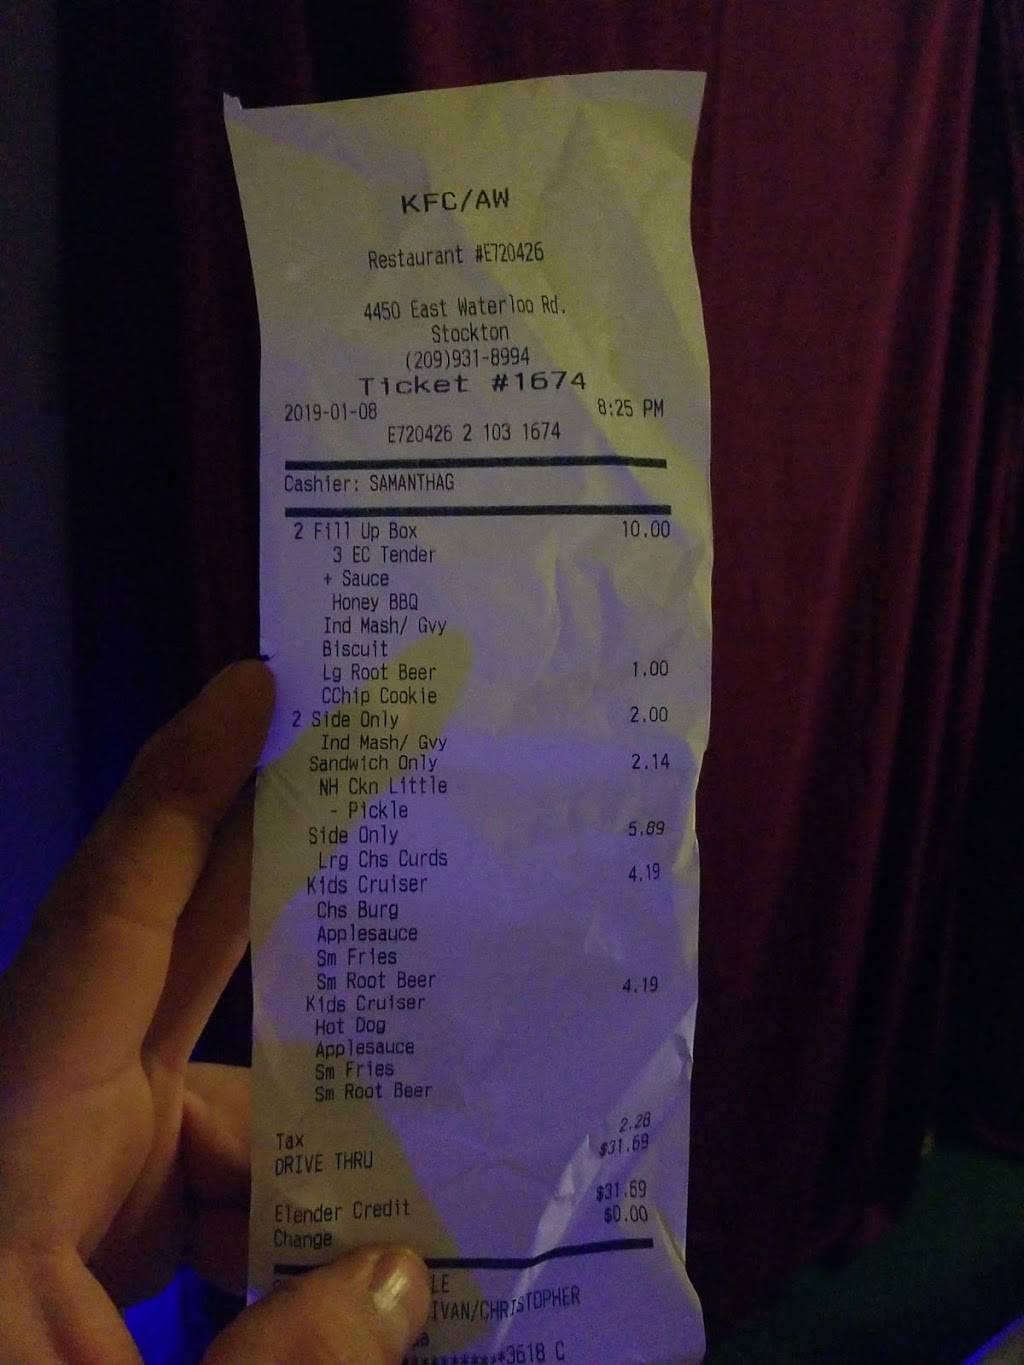 KFC/AW
Restaurant #E720426
4450 East Waterloo Rd.
Stockton
(209)931-8994
Ticket #1674
2019-01-08 8:25 PM
E720426 2 103 1674
Cashier: SAMANTHAG
2 Fill Up Box 10.00
3 EC Tender
+ Sauce
Honey BBQ
Ind Mash/ Gvy
Biscuit
Lg Root Beer 1.00
CChip Cookie
2 Side Only 2.00
Ind Mash/ Gvy
Sandwich Only 2.14
NH Ckn Little
- Pickle
Side Only 5.89
Lrg Chs Curds
Kids Cruiser 4.19
Chs Burg
Applesauce
Sm Fries
Sm Root Beer
Kids Cruiser 4.19
Hot Dog
Applesauce
Sm Fries
Sm Root Beer
Tax 2.28
DRIVE THRU $31.69
Elender Credit $31.69
Change $0.00
LE
IVAN/CHRISTOPHER
3618 C